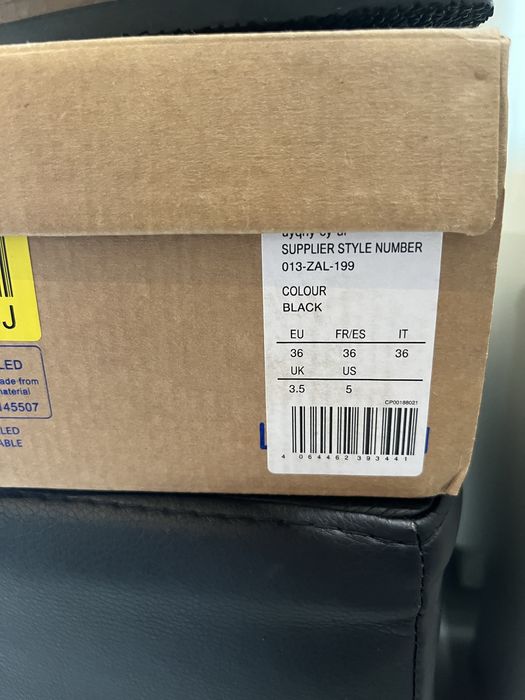 SUPPLIER STYLE NUMBER
013-ZAL-199
COLOUR
BLACK
EU FR/ES IT
36 36 36
UK US
3.5 5
CP00188021
4 064462 393441
J
LED
ade from
aterial
145507
LED
ABLE